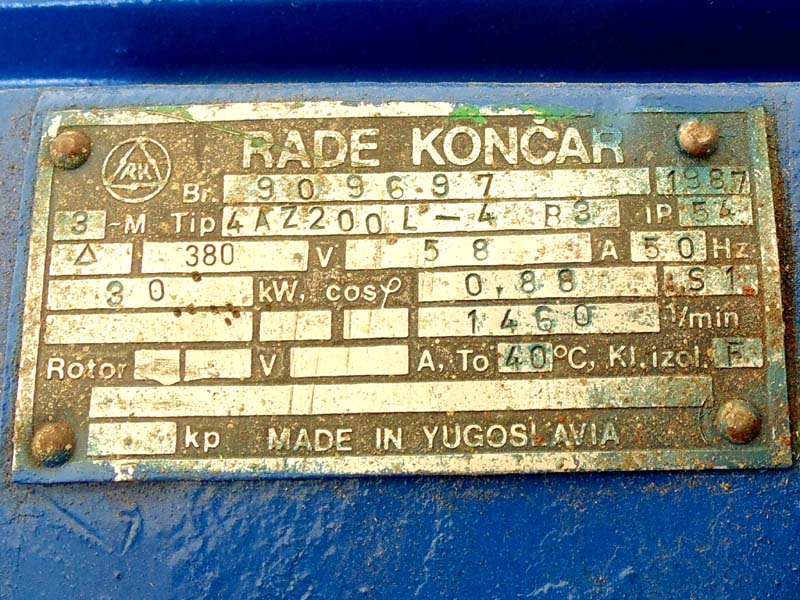 RADE KONČAR
RK
Br. 909697 1987
3 ~M Tip 4AZ200L-4 B3 IP 54
Δ 380 V 58 A 50 Hz
30 kW, cosφ 0,88 S1
1460 1/min
Rotor V A, To 40°C, Kl.izol. F
kp MADE IN YUGOSLAVIA